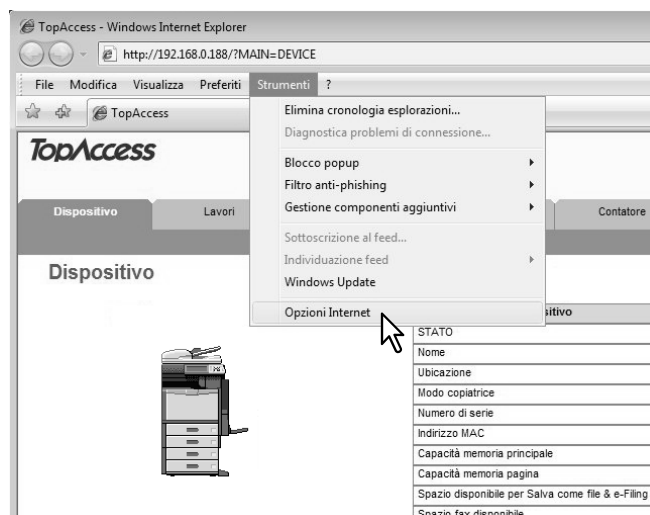 TopAccess - Windows Internet Explorer
http://192.168.0.188/?MAIN=DEVICE
File Modifica Visualizza Preferiti Strumenti ?
TopAccess
Elimina cronologia esplorazioni...
Diagnostica problemi di connessione...
TopAccess
Blocco popup
Filtro anti-phishing
Dispositivo Lavori Gestione componenti aggiuntivi Contatore
Sottoscrizione al feed...
Individuazione feed
Dispositivo
Windows Update
Opzioni Internet
STATO
Nome
Ubicazione
Modo copiatrice
Numero di serie
Indirizzo MAC
Capacità memoria principale
Capacità memoria pagina
Spazio disponibile per Salva come file & e-Filing
Spazio fax disponibile